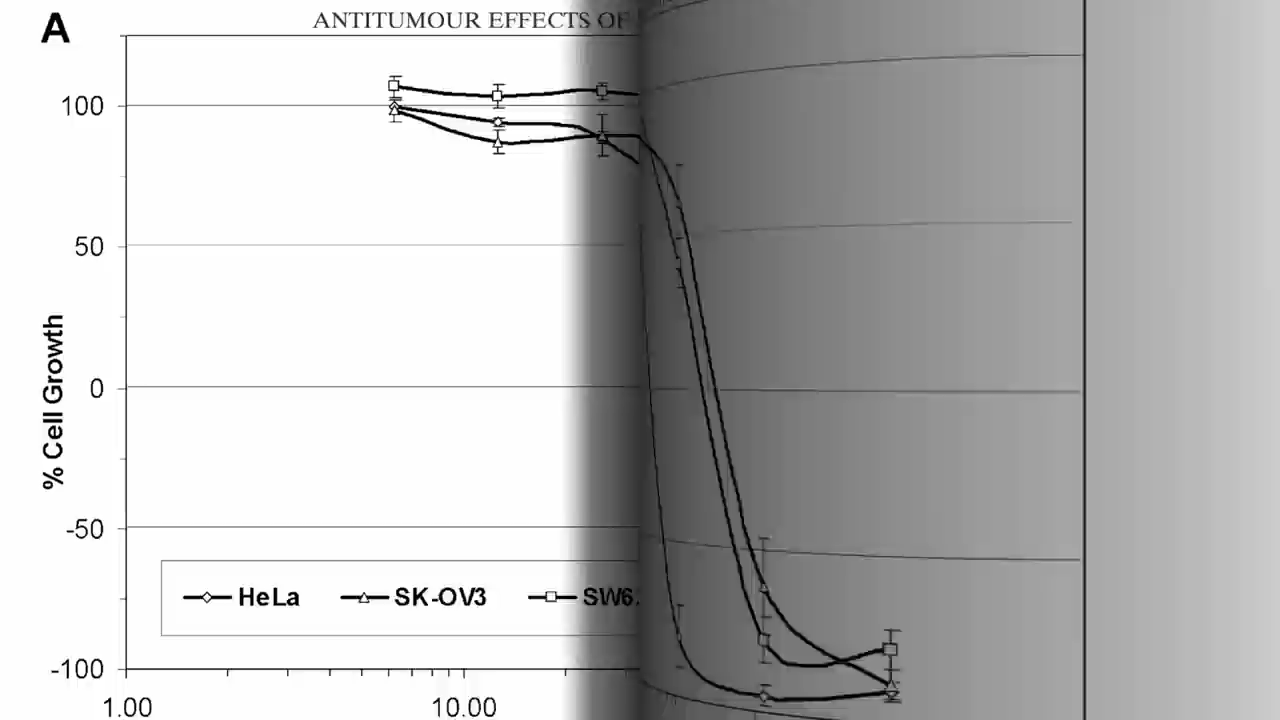 A
ANTITUMOUR EFFECTS OF
100
50
0
-50
-100
% Cell Growth
HeLa
SK-OV3
1.00
10.00